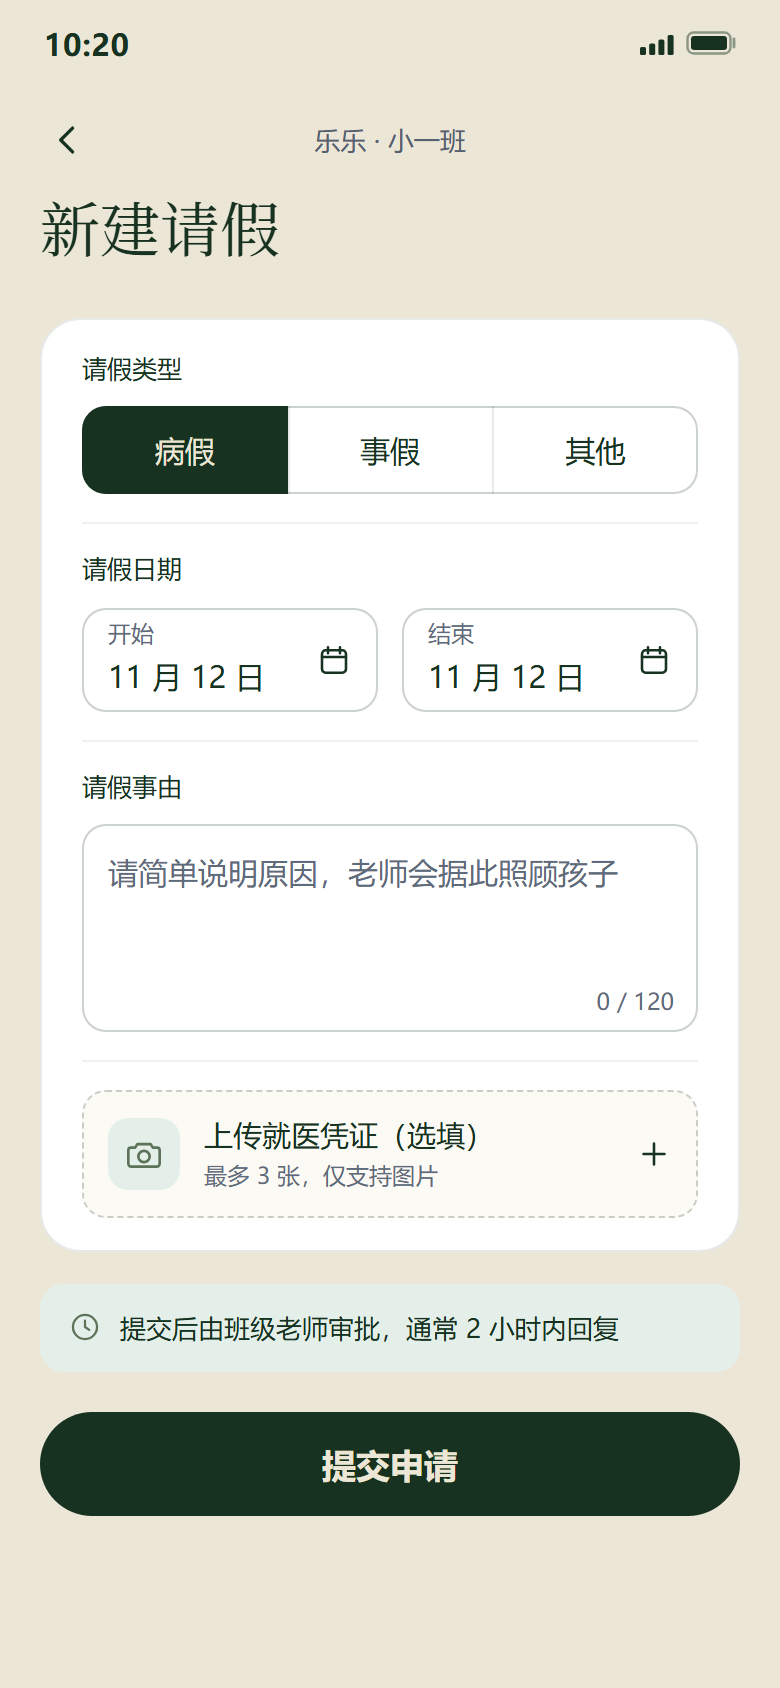 10:20
乐乐 · 小一班
新建请假
请假类型
病假 事假 其他
请假日期
开始
11 月 12 日
结束
11 月 12 日
请假事由
请简单说明原因，老师会据此照顾孩子
0 / 120
上传就医凭证（选填）
最多 3 张，仅支持图片
提交后由班级老师审批，通常 2 小时内回复
提交申请